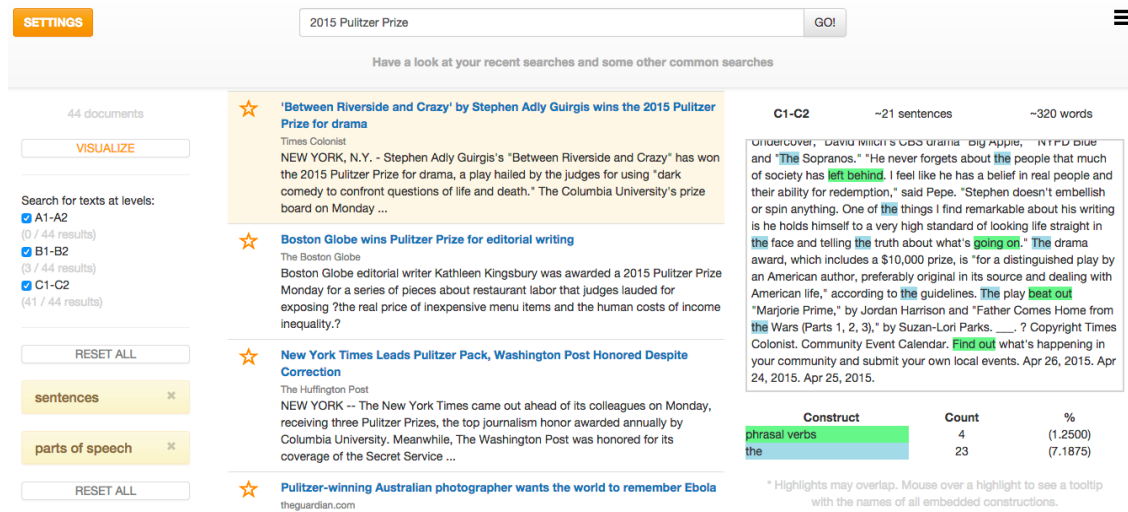 SETTINGS
2015 Pulitzer Prize
GO!
Have a look at your recent searches and some other common searches
44 documents
VISUALIZE
Search for texts at levels:
A1-A2
(0 / 44 results)
B1-B2
(3 / 44 results)
C1-C2
(41 / 44 results)
RESET ALL
sentences ×
parts of speech ×
RESET ALL
'Between Riverside and Crazy' by Stephen Adly Guirgis wins the 2015 Pulitzer
Prize for drama
Times Colonist
NEW YORK, N.Y. - Stephen Adly Guirgis's "Between Riverside and Crazy" has won
the 2015 Pulitzer Prize for drama, a play hailed by the judges for using "dark
comedy to confront questions of life and death." The Columbia University's prize
board on Monday ...
Boston Globe wins Pulitzer Prize for editorial writing
The Boston Globe
Boston Globe editorial writer Kathleen Kingsbury was awarded a 2015 Pulitzer Prize
Monday for a series of pieces about restaurant labor that judges lauded for
exposing ?the real price of inexpensive menu items and the human costs of income
inequality.?
New York Times Leads Pulitzer Pack, Washington Post Honored Despite
Correction
The Huffington Post
NEW YORK -- The New York Times came out ahead of its colleagues on Monday,
receiving three Pulitzer Prizes, the top journalism honor awarded annually by
Columbia University. Meanwhile, The Washington Post was honored for its
coverage of the Secret Service ...
Pulitzer-winning Australian photographer wants the world to remember Ebola
theguardian.com
C1-C2 ~21 sentences ~320 words
Undercover," David Milch's CBS drama "Big Apple," "NYPD Blue"
and "The Sopranos." "He never forgets about the people that much
of society has left behind. I feel like he has a belief in real people and
their ability for redemption," said Pepe. "Stephen doesn't embellish
or spin anything. One of the things I find remarkable about his writing
is he holds himself to a very high standard of looking life straight in
the face and telling the truth about what's going on." The drama
award, which includes a $10,000 prize, is "for a distinguished play by
an American author, preferably original in its source and dealing with
American life," according to the guidelines. The play beat out
"Marjorie Prime," by Jordan Harrison and "Father Comes Home from
the Wars (Parts 1, 2, 3)," by Suzan-Lori Parks. ___. ? Copyright Times
Colonist. Community Event Calendar. Find out what's happening in
your community and submit your own local events. Apr 26, 2015. Apr
24, 2015. Apr 25, 2015.
Construct Count %
phrasal verbs 4 (1.2500)
the 23 (7.1875)
* Highlights may overlap. Mouse over a highlight to see a tooltip
with the names of all embedded constructions.